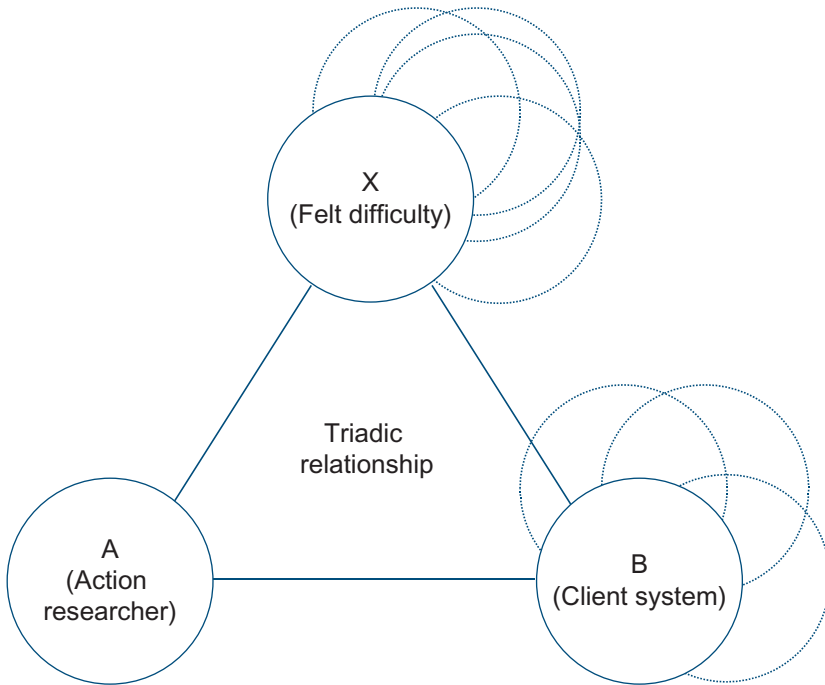 X
(Felt difficulty)
Triadic
relationship
A
(Action
researcher)
B
(Client system)